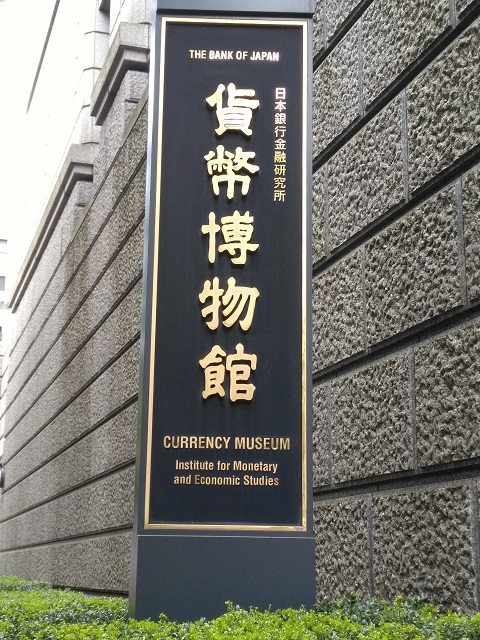 THE BANK OF JAPAN
日本銀行金融研究所
貨幣博物館
CURRENCY MUSEUM
Institute for Monetary
and Economic Studies